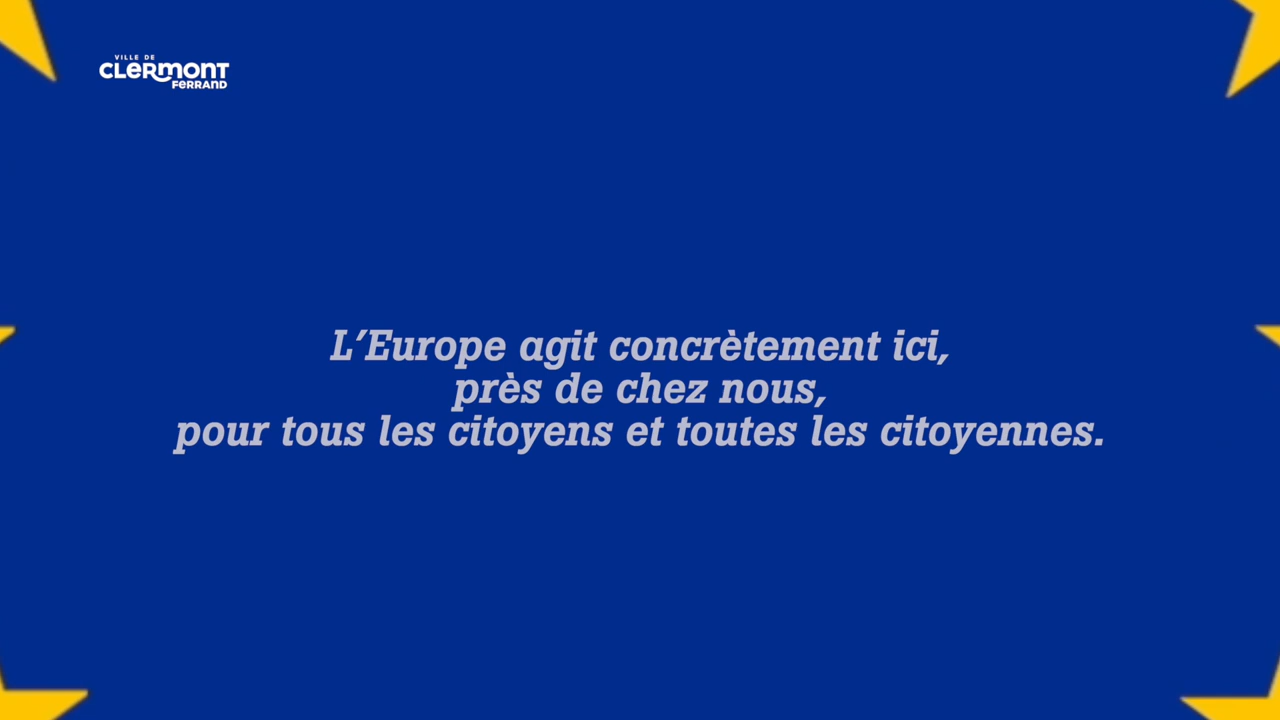 VILLE DE
CLERMONT
FERRAND
L’Europe agit concrètement ici,
près de chez nous,
pour tous les citoyens et toutes les citoyennes.